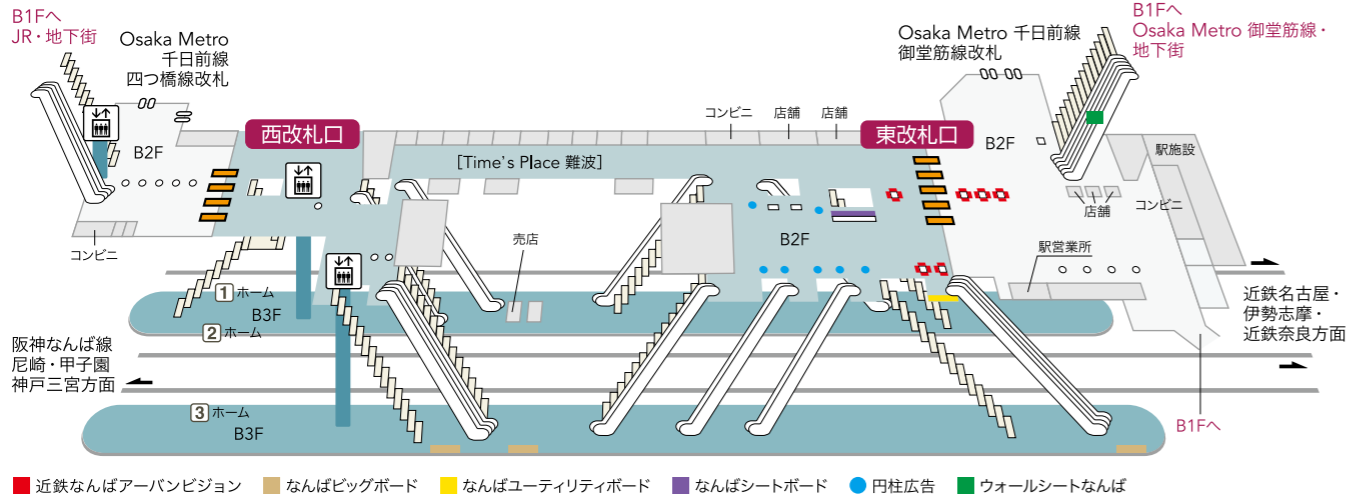 B1Fへ
JR・地下街
Osaka Metro
千日前線
四つ橋線改札
Osaka Metro 千日前線
御堂筋線改札
B1Fへ
Osaka Metro 御堂筋線・
地下街
西改札口
東改札口
コンビニ
店舗
店舗
B2F
[Time's Place 難波]
B2F
駅施設
店舗
コンビニ
コンビニ
売店
B2F
駅営業所
1 ホーム
B3F
2 ホーム
近鉄名古屋・
伊勢志摩・
近鉄奈良方面
阪神なんば線
尼崎・甲子園
神戸三宮方面
3 ホーム
B3F
B1Fへ
近鉄なんばアーバンビジョン
なんばビッグボード
なんばユーティリティボード
なんばシートボード
円柱広告
ウォールシートなんば